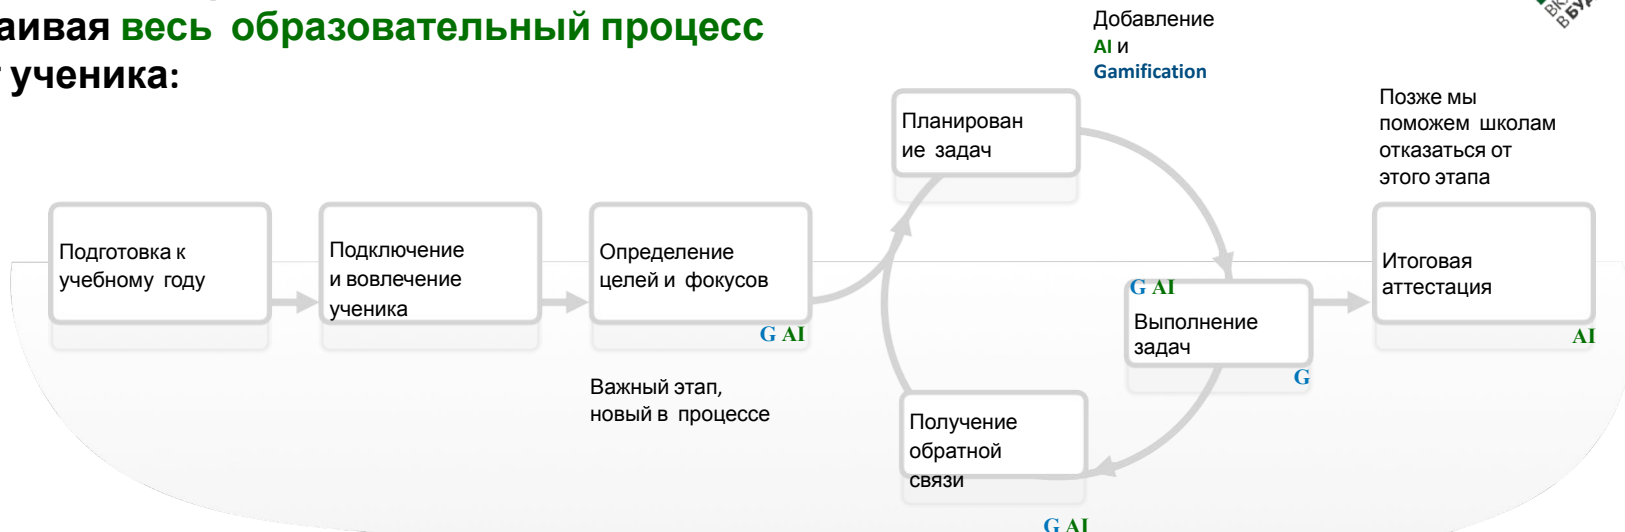 аивая весь образовательный процесс
ученика:
Добавление
AI и
Gamification
Позже мы
поможем школам
отказаться от
этого этапа
Планирован
ие задач
Подготовка к
учебному году
Подключение
и вовлечение
ученика
Определение
целей и фокусов
G AI
Важный этап,
новый в процессе
G AI
Выполнение
задач
G
Получение
обратной
связи
G AI
Итоговая
аттестация
AI